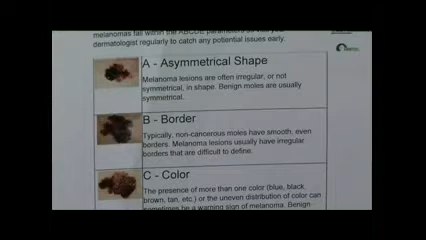 melanomas fall within the ABCDE parameters so visit your
dermatologist regularly to catch any potential issues early.
A - Asymmetrical Shape
Melanoma lesions are often irregular, or not
symmetrical, in shape. Benign moles are usually
symmetrical.
B - Border
Typically, non-cancerous moles have smooth, even
borders. Melanoma lesions usually have irregular
borders that are difficult to define.
C - Color
The presence of more than one color (blue, black,
brown, tan, etc.) or the uneven distribution of color can
sometimes be a warning sign of melanoma. Benign